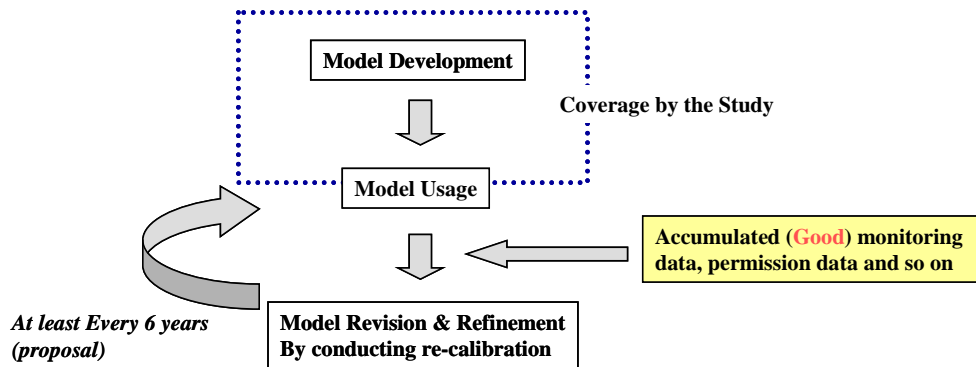 Model Development
Coverage by the Study
Model Usage
Accumulated (Good) monitoring
data, permission data and so on
At least Every 6 years
(proposal)
Model Revision & Refinement
By conducting re-calibration